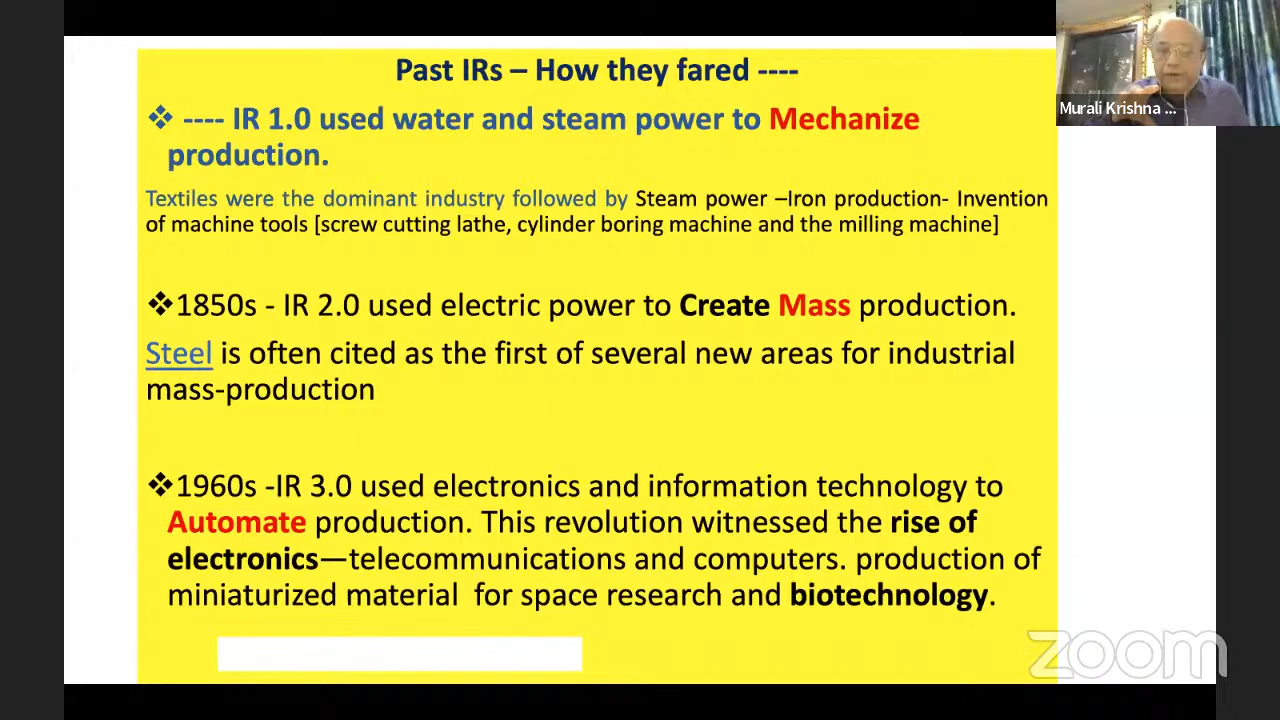 Past IRs – How they fared ----
❖ ---- IR 1.0 used water and steam power to Mechanize
production.
Textiles were the dominant industry followed by Steam power –Iron production- Invention
of machine tools [screw cutting lathe, cylinder boring machine and the milling machine]
❖1850s - IR 2.0 used electric power to Create Mass production.
Steel is often cited as the first of several new areas for industrial
mass-production
❖1960s -IR 3.0 used electronics and information technology to
Automate production. This revolution witnessed the rise of
electronics—telecommunications and computers. production of
miniaturized material  for space research and biotechnology.
Murali Krishna ...
zoom